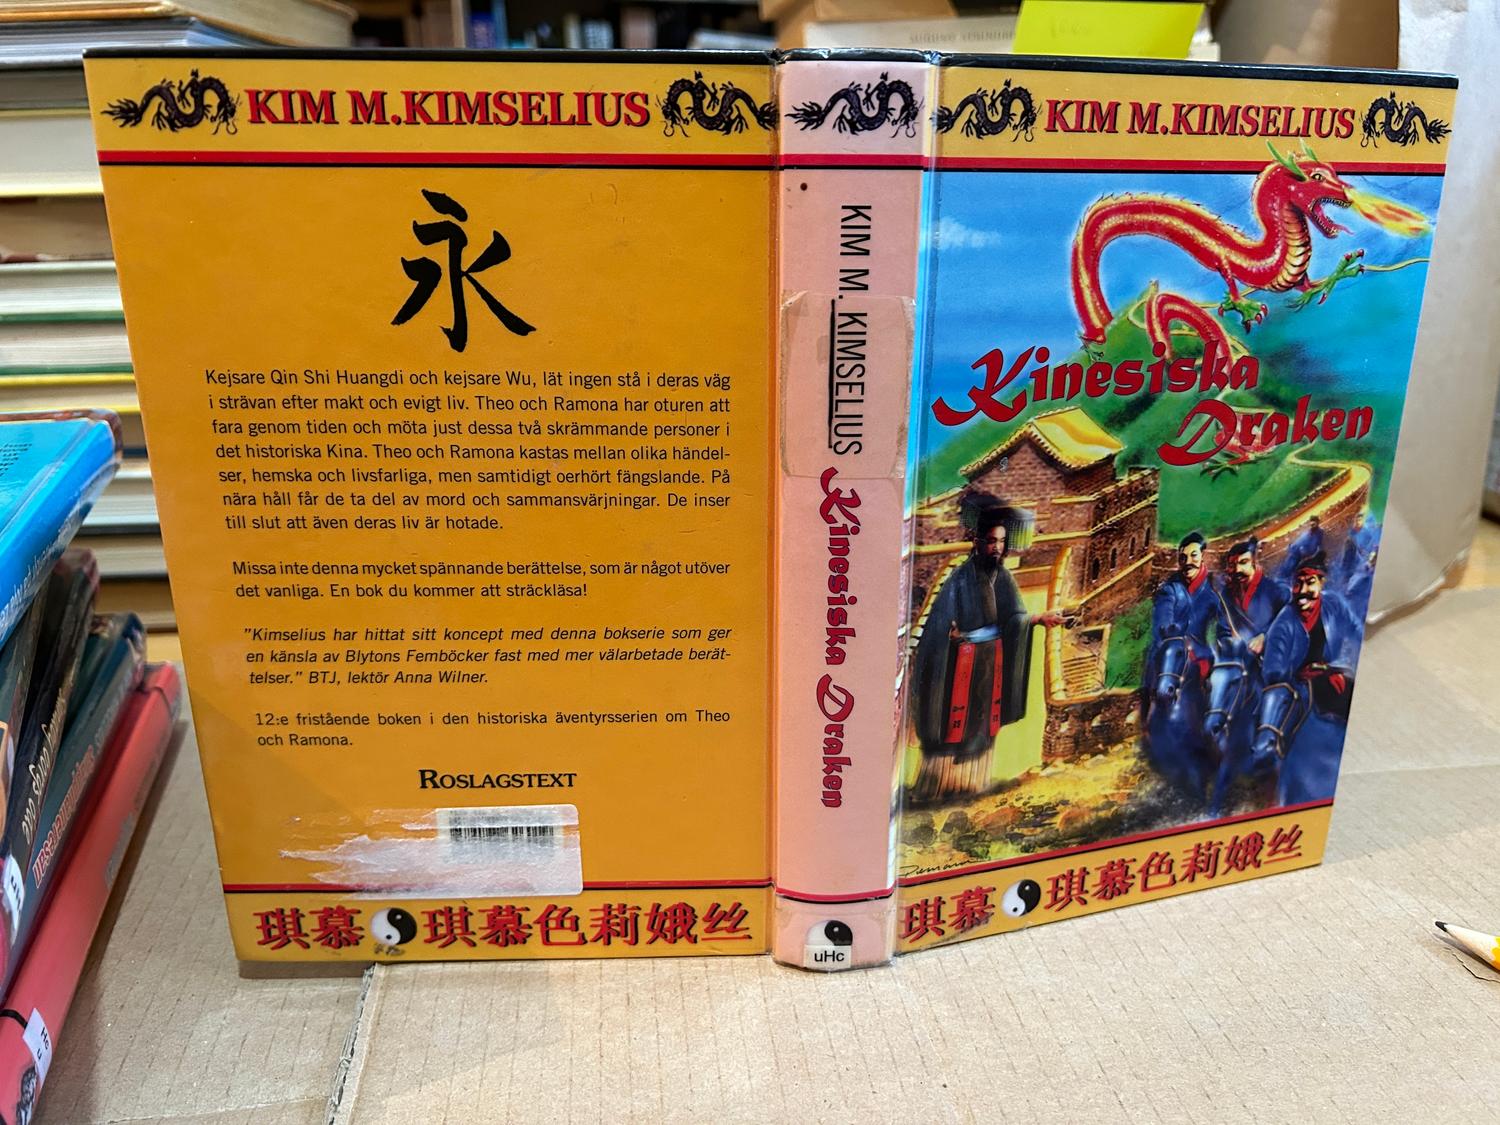 KIM M.KIMSELIUS
永
Kejsare Qin Shi Huangdi och kejsare Wu, lät ingen stå i deras väg
i strävan efter makt och evigt liv. Theo och Ramona har oturen att
fara genom tiden och möta just dessa två skrämmande personer i
det historiska Kina. Theo och Ramona kastas mellan olika händel-
ser, hemska och livsfarliga, men samtidigt oerhört fängslande. På
nära håll får de ta del av mord och sammansvärjningar. De inser
till slut att även deras liv är hotade.
Missa inte denna mycket spännande berättelse, som är något utöver
det vanliga. En bok du kommer att sträckläsa!
"Kimselius har hittat sitt koncept med denna bokserie som ger
en känsla av Blytons Femböcker fast med mer välarbetade berät-
telser." BTJ, lektör Anna Wilner.
12:e fristående boken i den historiska äventyrsserien om Theo
och Ramona.
ROSLAGSTEXT
琪慕 琪慕色莉娥丝
KIM M. KIMSELIUS Kinesiska Draken
uHc
KIM M.KIMSELIUS
Kinesiska
Draken
琪慕 琪慕色莉娥丝